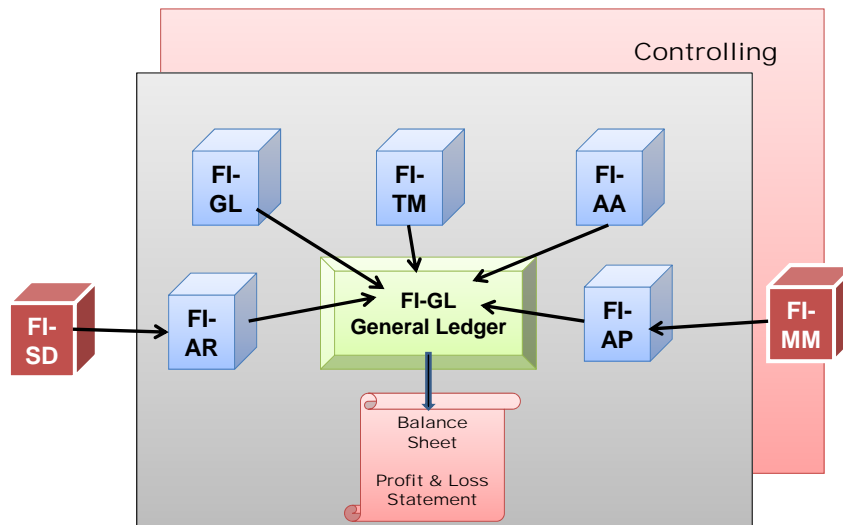 Controlling
FI-
GL
FI-
TM
FI-
AA
FI-
SD
FI-
AR
FI-GL
General Ledger
FI-
AP
FI-
MM
Balance
Sheet
Profit & Loss
Statement